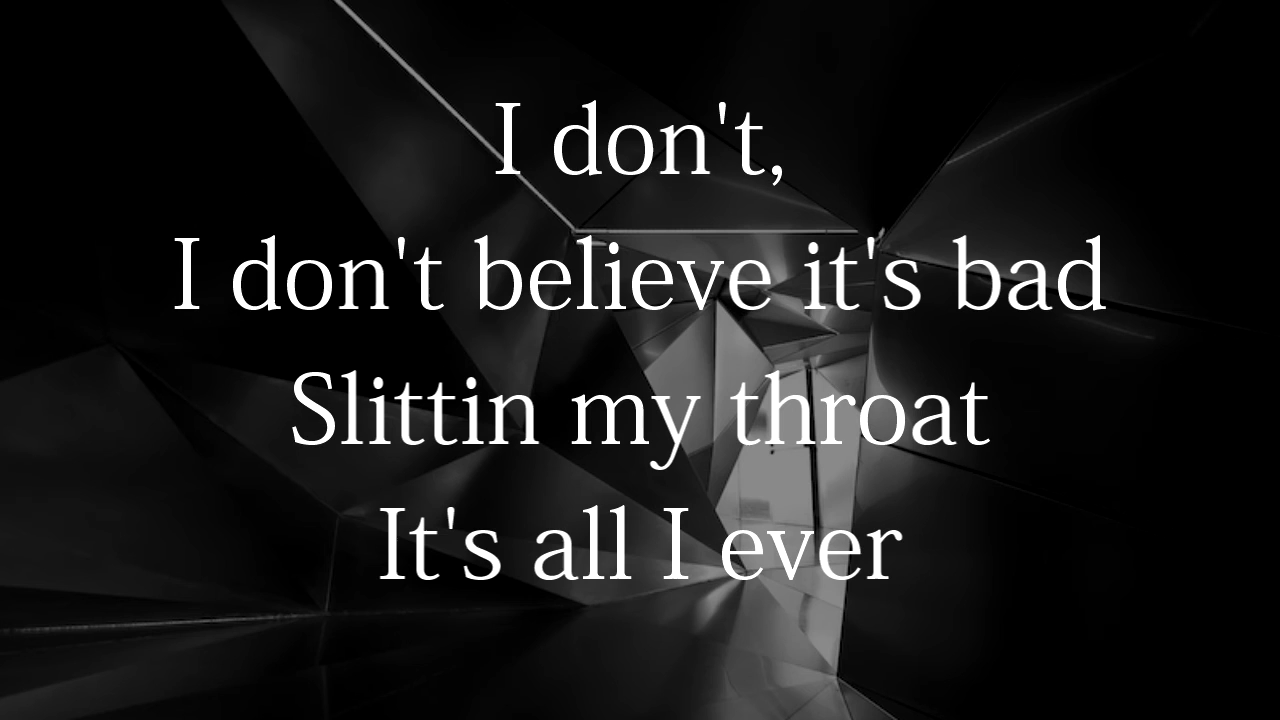 I don't,
I don't believe it's bad
Slittin my throat
It's all I ever